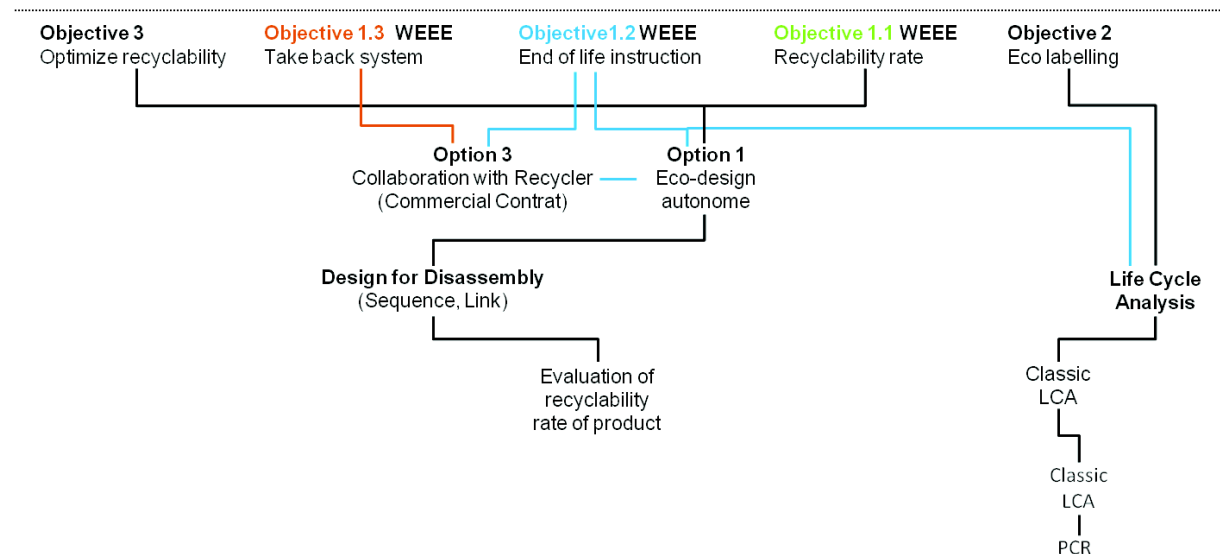 Objective 3
Optimize recyclability
Objective 1.3 WEEE
Take back system
Objective1.2 WEEE
End of life instruction
Objective 1.1 WEEE
Recyclability rate
Objective 2
Eco labelling
Option 3
Collaboration with Recycler
(Commercial Contrat)
Option 1
Eco-design
autonome
Design for Disassembly
(Sequence, Link)
Life Cycle
Analysis
Evaluation of
recyclability
rate of product
Classic
LCA
Classic
LCA
PCR